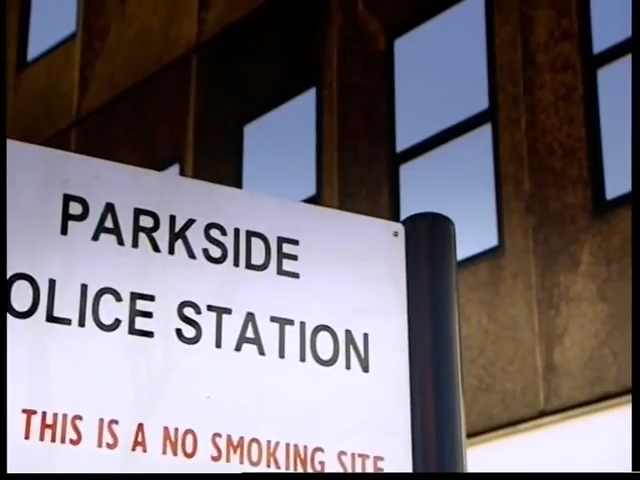 PARKSIDE
OLICE STATION
THIS IS A NO SMOKING SITE